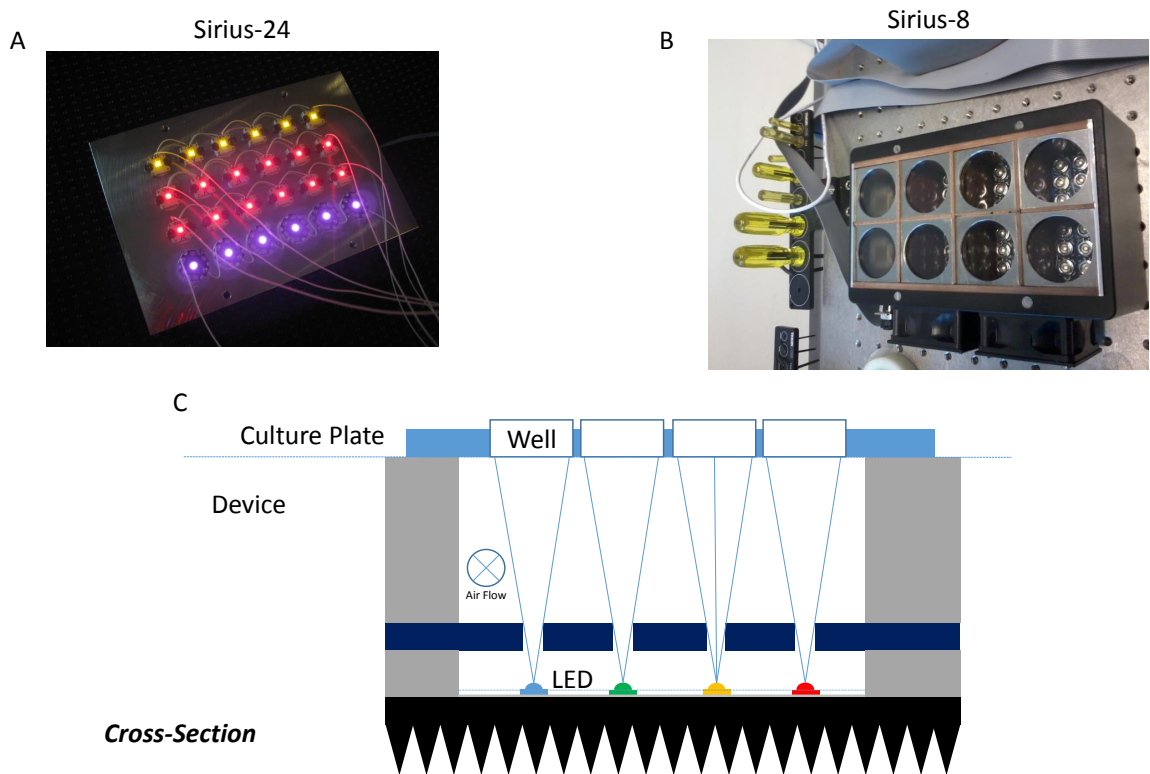 Sirius-24
Sirius-8
A
B
C
Culture Plate
Well
Device
Air Flow
LED
Cross-Section